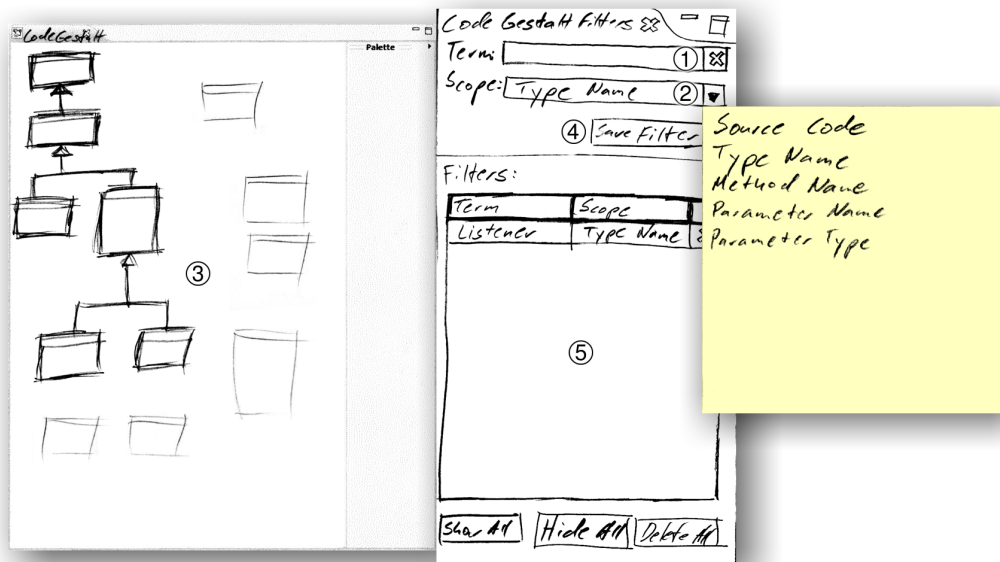 CodeGestalt
Palette
③
Code Gestalt Filters
Term: ①
Scope: Type Name ②
④ Save Filter
Filters:
Term Scope
Listener Type Name
⑤
Show All Hide All Delete All
Source Code
Type Name
Method Name
Parameter Name
Parameter Type